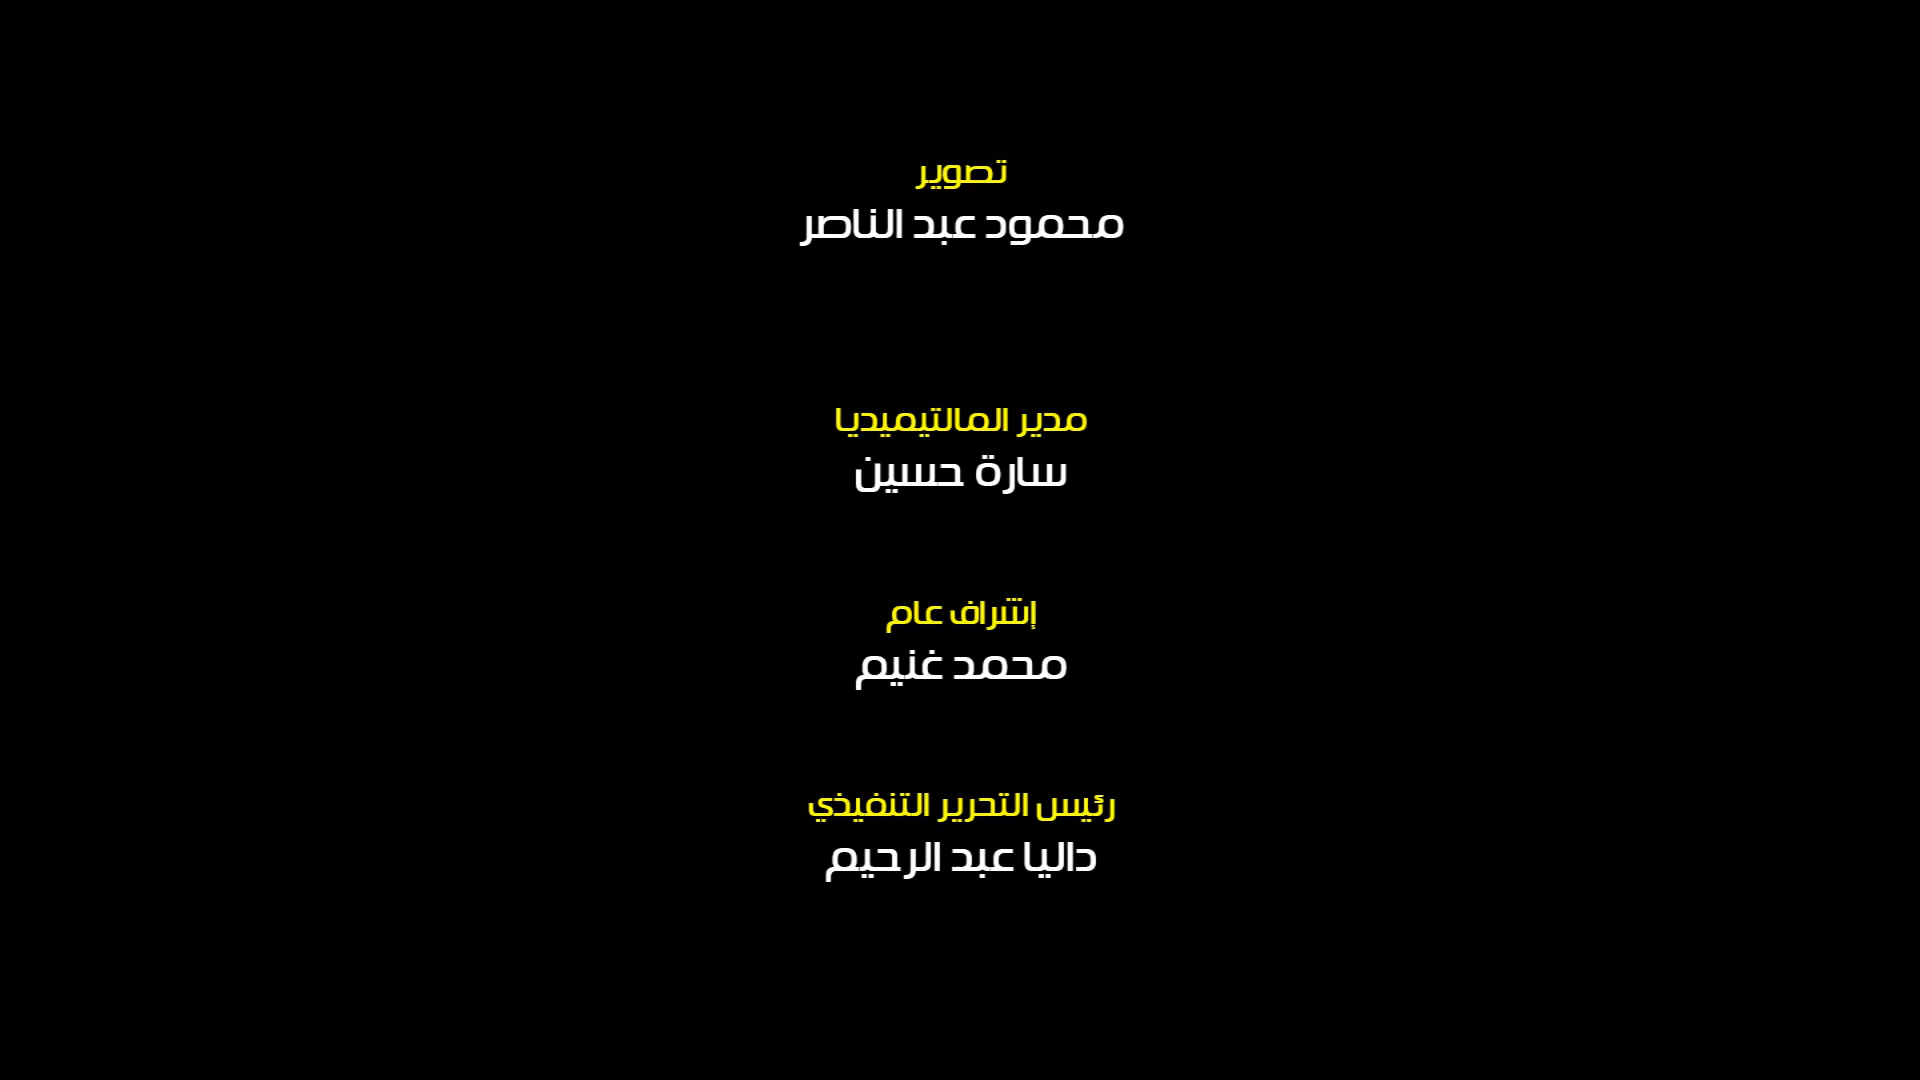 تصوير
محمود عبد الناصر
مدير المالتيميديا
سارة حسين
إشراف عام
محمد غنيم
رئيس التحرير التنفيذي
داليا عبد الرحيم